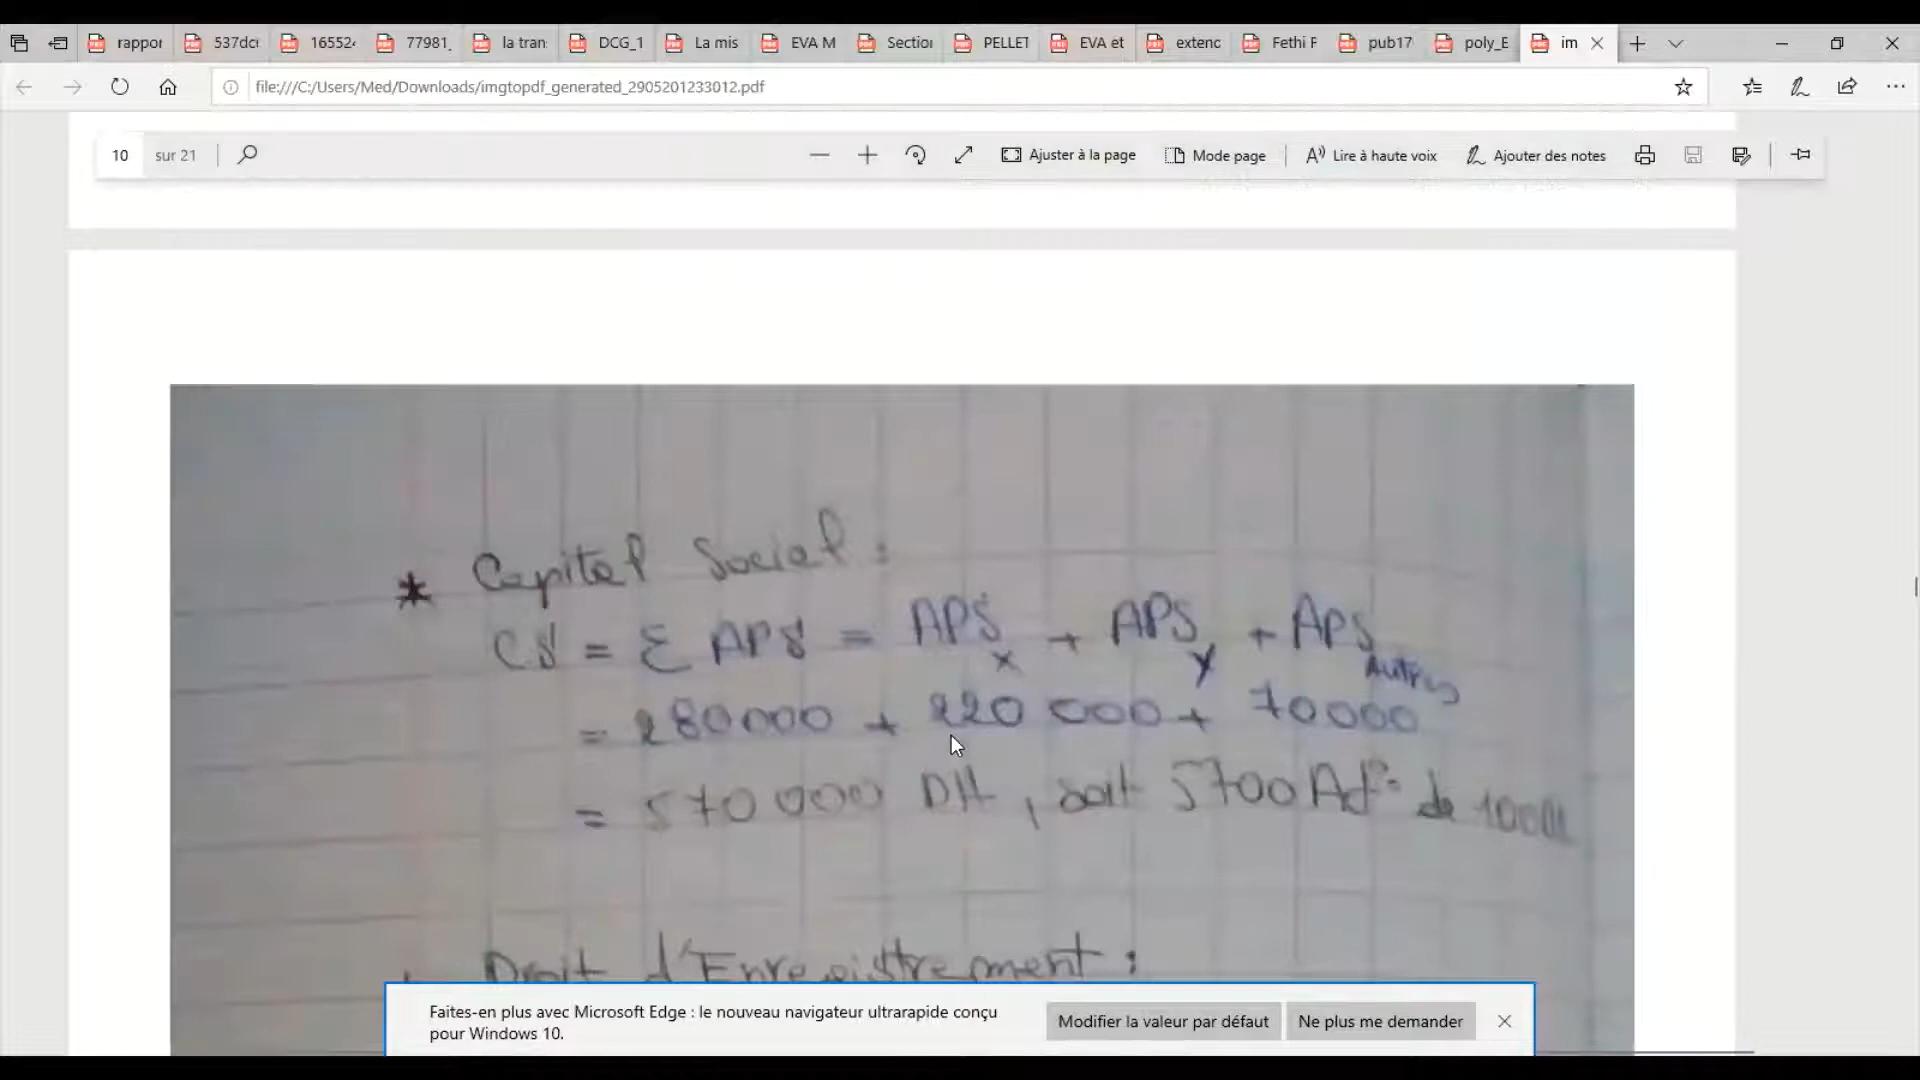 rappor 537dc 16552 77981_ la tran DCG_1 La mis EVA M Section PELLET EVA et extenc Fethi F pub17 poly_E im
file:///C:/Users/Med/Downloads/imgtopdf_generated_2905201233012.pdf
10 sur 21 Ajuster à la page Mode page Lire à haute voix Ajouter des notes
* Capital Social :
CS = Σ APS = APS x + APS y + APS Autres
= 280000 + 220 000 + 70000
= 570 000 DH, soit 5700 Act° de
Droit d'Enregistrement :
Faites-en plus avec Microsoft Edge : le nouveau navigateur ultrarapide conçu
pour Windows 10.
Modifier la valeur par défaut Ne plus me demander